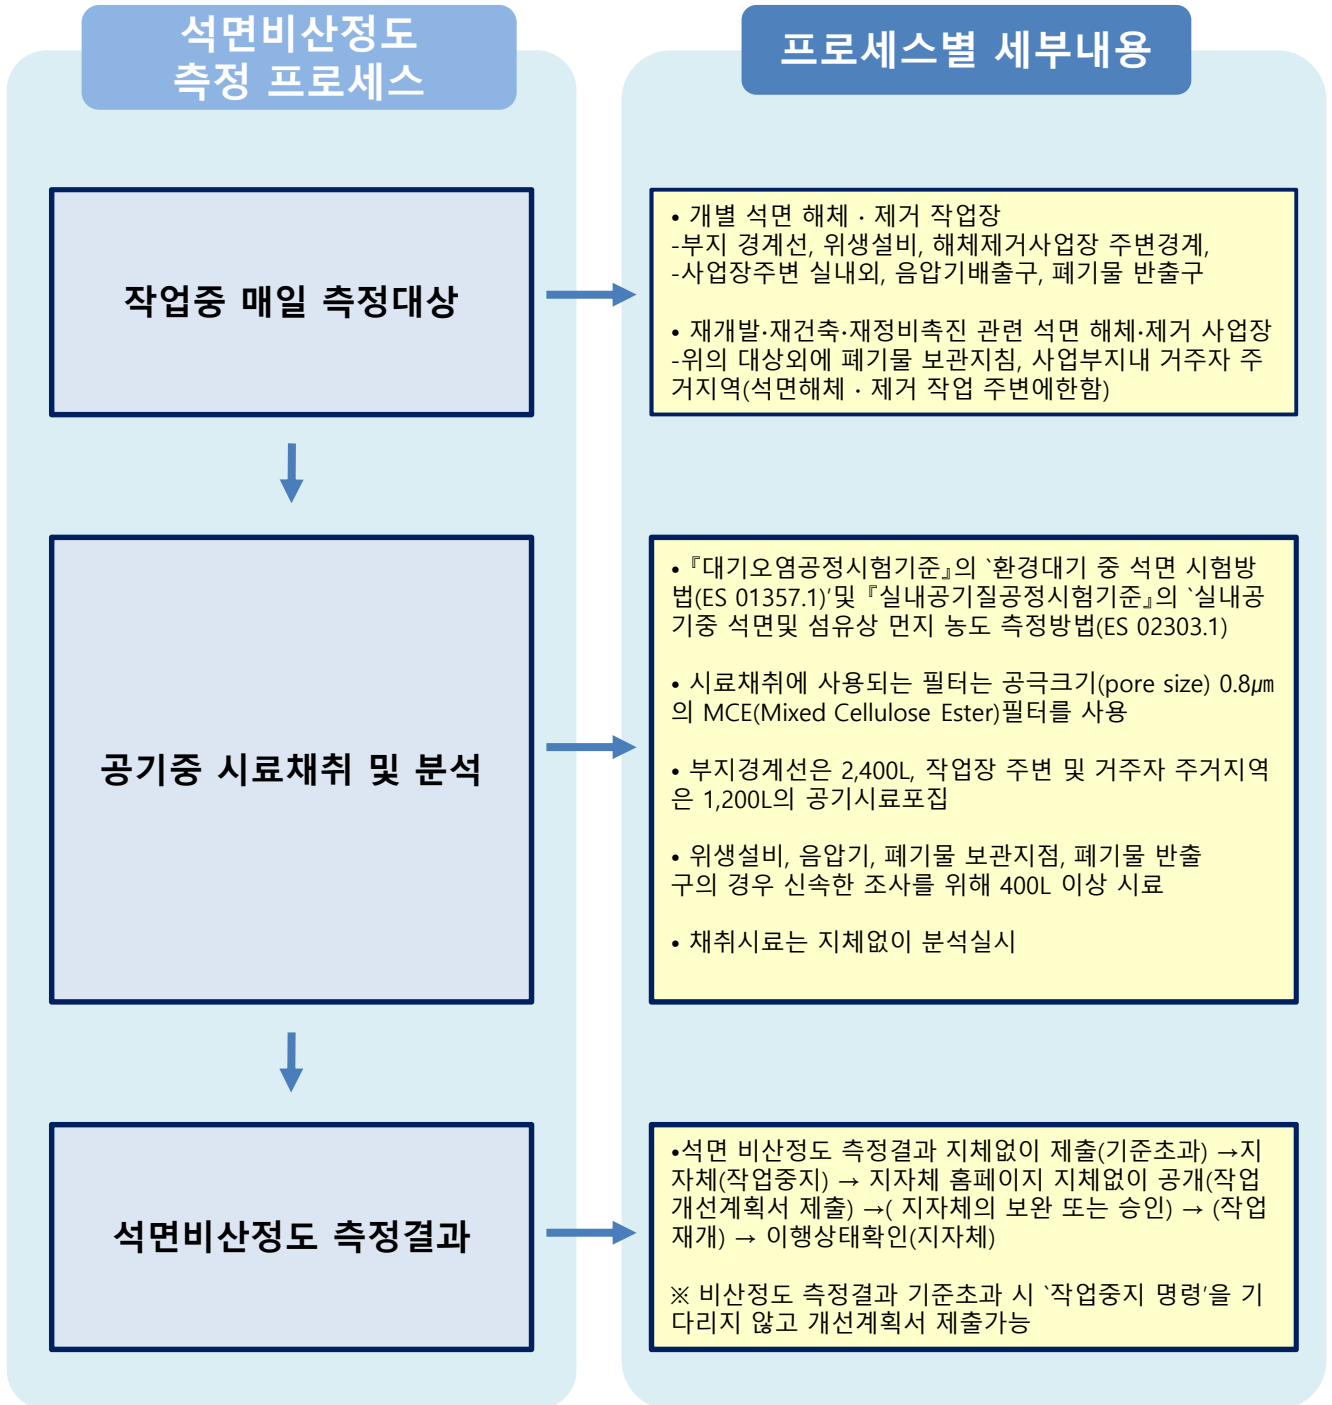 석면비산정도
측정 프로세스
프로세스별 세부내용
작업중 매일 측정대상
• 개별 석면 해체 · 제거 작업장
-부지 경계선, 위생설비, 해체제거사업장 주변경계,
-사업장주변 실내외, 음압기배출구, 폐기물 반출구
• 재개발·재건축·재정비촉진 관련 석면 해체·제거 사업장
-위의 대상외에 폐기물 보관지침, 사업부지내 거주자 주
거지역(석면해체 · 제거 작업 주변에한함)
공기중 시료채취 및 분석
• 『대기오염공정시험기준』의 `환경대기 중 석면 시험방
법(ES 01357.1)’및 『실내공기질공정시험기준』의 `실내공
기중 석면및 섬유상 먼지 농도 측정방법(ES 02303.1)
• 시료채취에 사용되는 필터는 공극크기(pore size) 0.8㎛
의 MCE(Mixed Cellulose Ester)필터를 사용
• 부지경계선은 2,400L, 작업장 주변 및 거주자 주거지역
은 1,200L의 공기시료포집
• 위생설비, 음압기, 폐기물 보관지점, 폐기물 반출
구의 경우 신속한 조사를 위해 400L 이상 시료
• 채취시료는 지체없이 분석실시
석면비산정도 측정결과
•석면 비산정도 측정결과 지체없이 제출(기준초과) →지
자체(작업중지) → 지자체 홈페이지 지체없이 공개(작업
개선계획서 제출) →( 지자체의 보완 또는 승인) → (작업
재개) → 이행상태확인(지자체)
※ 비산정도 측정결과 기준초과 시 `작업중지 명령’을 기
다리지 않고 개선계획서 제출가능